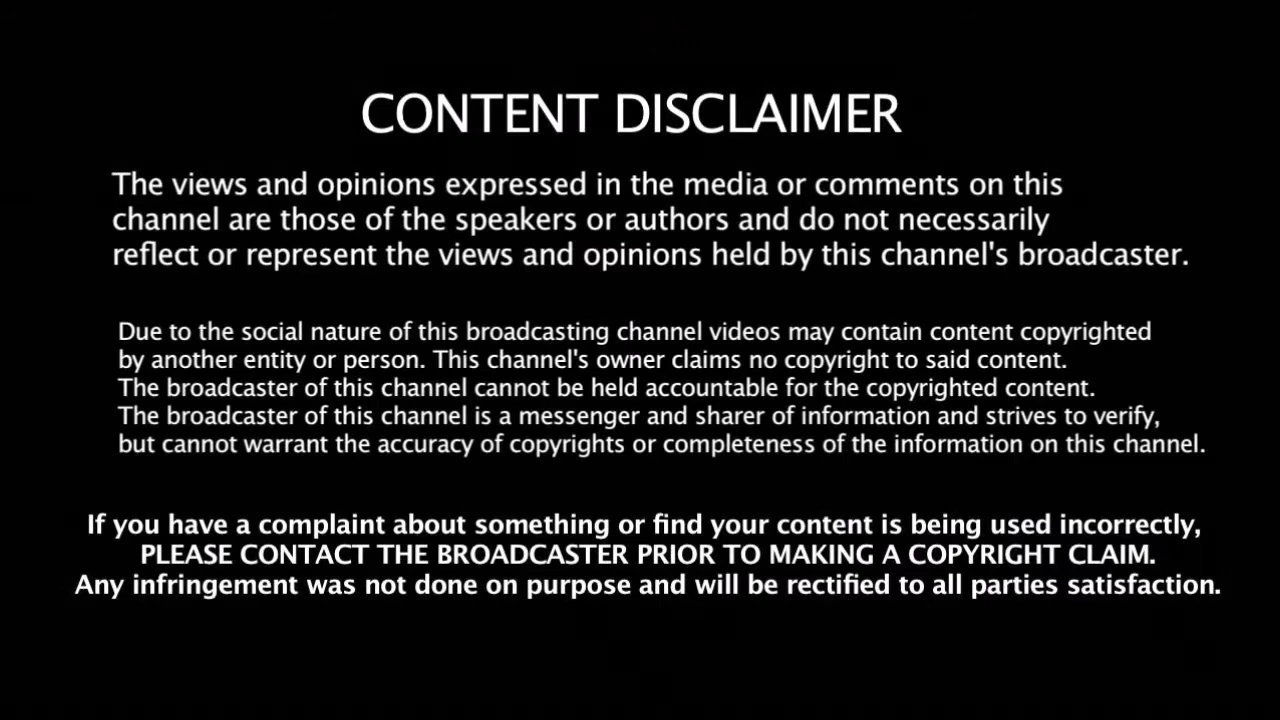 CONTENT DISCLAIMER
The views and opinions expressed in the media or comments on this
channel are those of the speakers or authors and do not necessarily
reflect or represent the views and opinions held by this channel's broadcaster.
Due to the social nature of this broadcasting channel videos may contain content copyrighted
by another entity or person. This channel's owner claims no copyright to said content.
The broadcaster of this channel cannot be held accountable for the copyrighted content.
The broadcaster of this channel is a messenger and sharer of information and strives to verify,
but cannot warrant the accuracy of copyrights or completeness of the information on this channel.
If you have a complaint about something or find your content is being used incorrectly,
PLEASE CONTACT THE BROADCASTER PRIOR TO MAKING A COPYRIGHT CLAIM.
Any infringement was not done on purpose and will be rectified to all parties satisfaction.